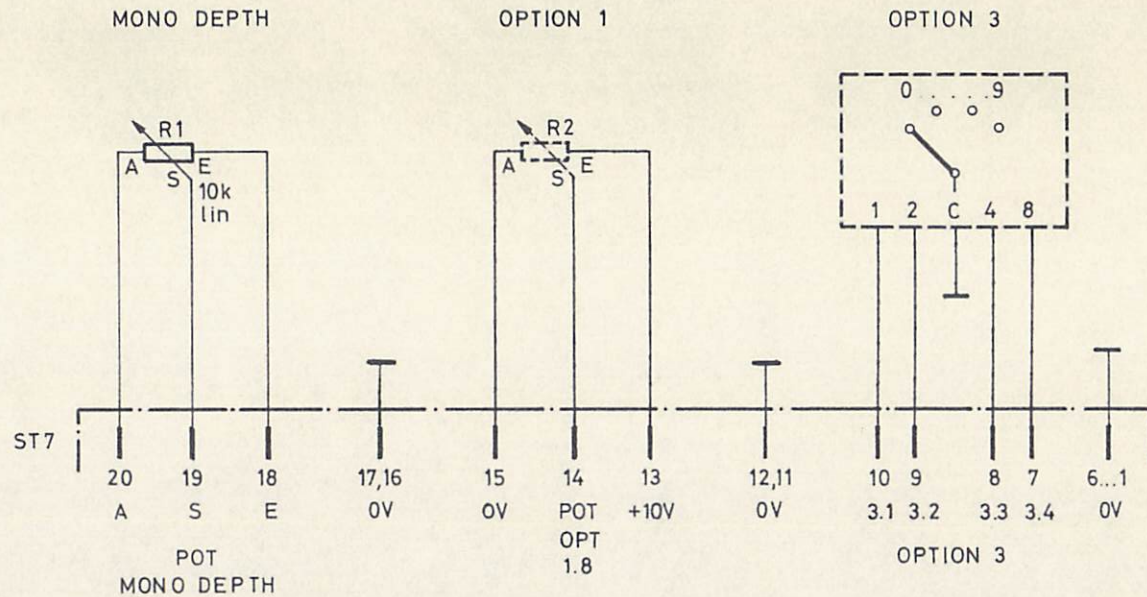 MONO DEPTH OPTION 1 OPTION 3
0.....9
R1 R2
A E A E
S S
10k
lin
1 2 C 4 8
ST7
20 19 18 17,16 15 14 13 12,11 10 9 8 7 6...1
A S E 0V 0V POT +10V 0V 3.1 3.2 3.3 3.4 0V
OPT
1.8
POT
MONO DEPTH
OPTION 3